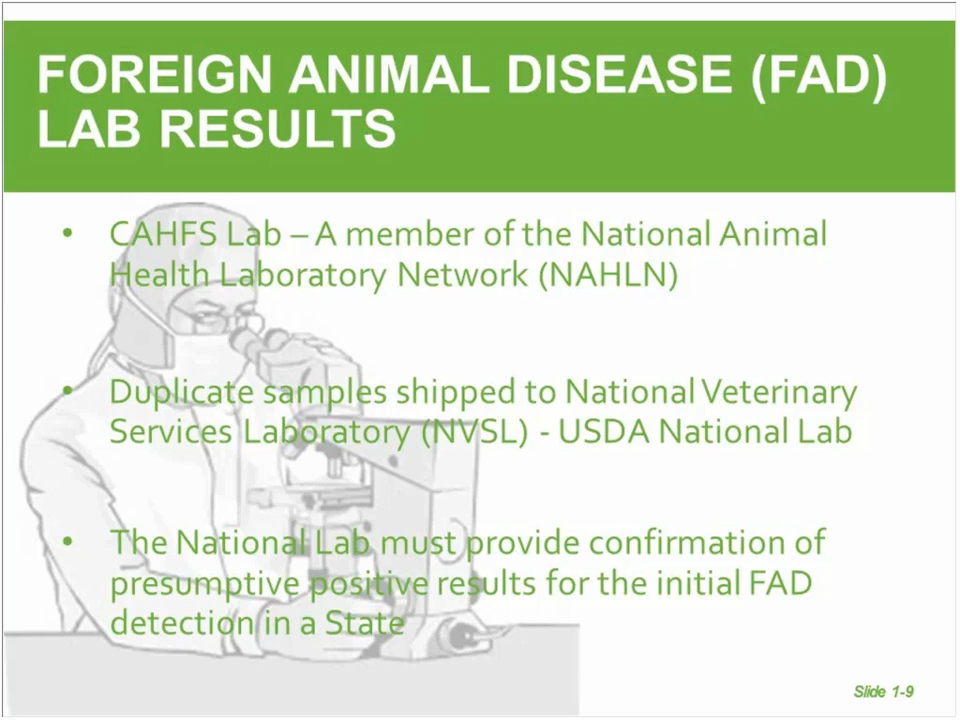 FOREIGN ANIMAL DISEASE (FAD)
LAB RESULTS
• CAHFS Lab – A member of the National Animal
Health Laboratory Network (NAHLN)
• Duplicate samples shipped to National Veterinary
Services Laboratory (NVSL) - USDA National Lab
• The National Lab must provide confirmation of
presumptive positive results for the initial FAD
detection in a State
Slide 1-9